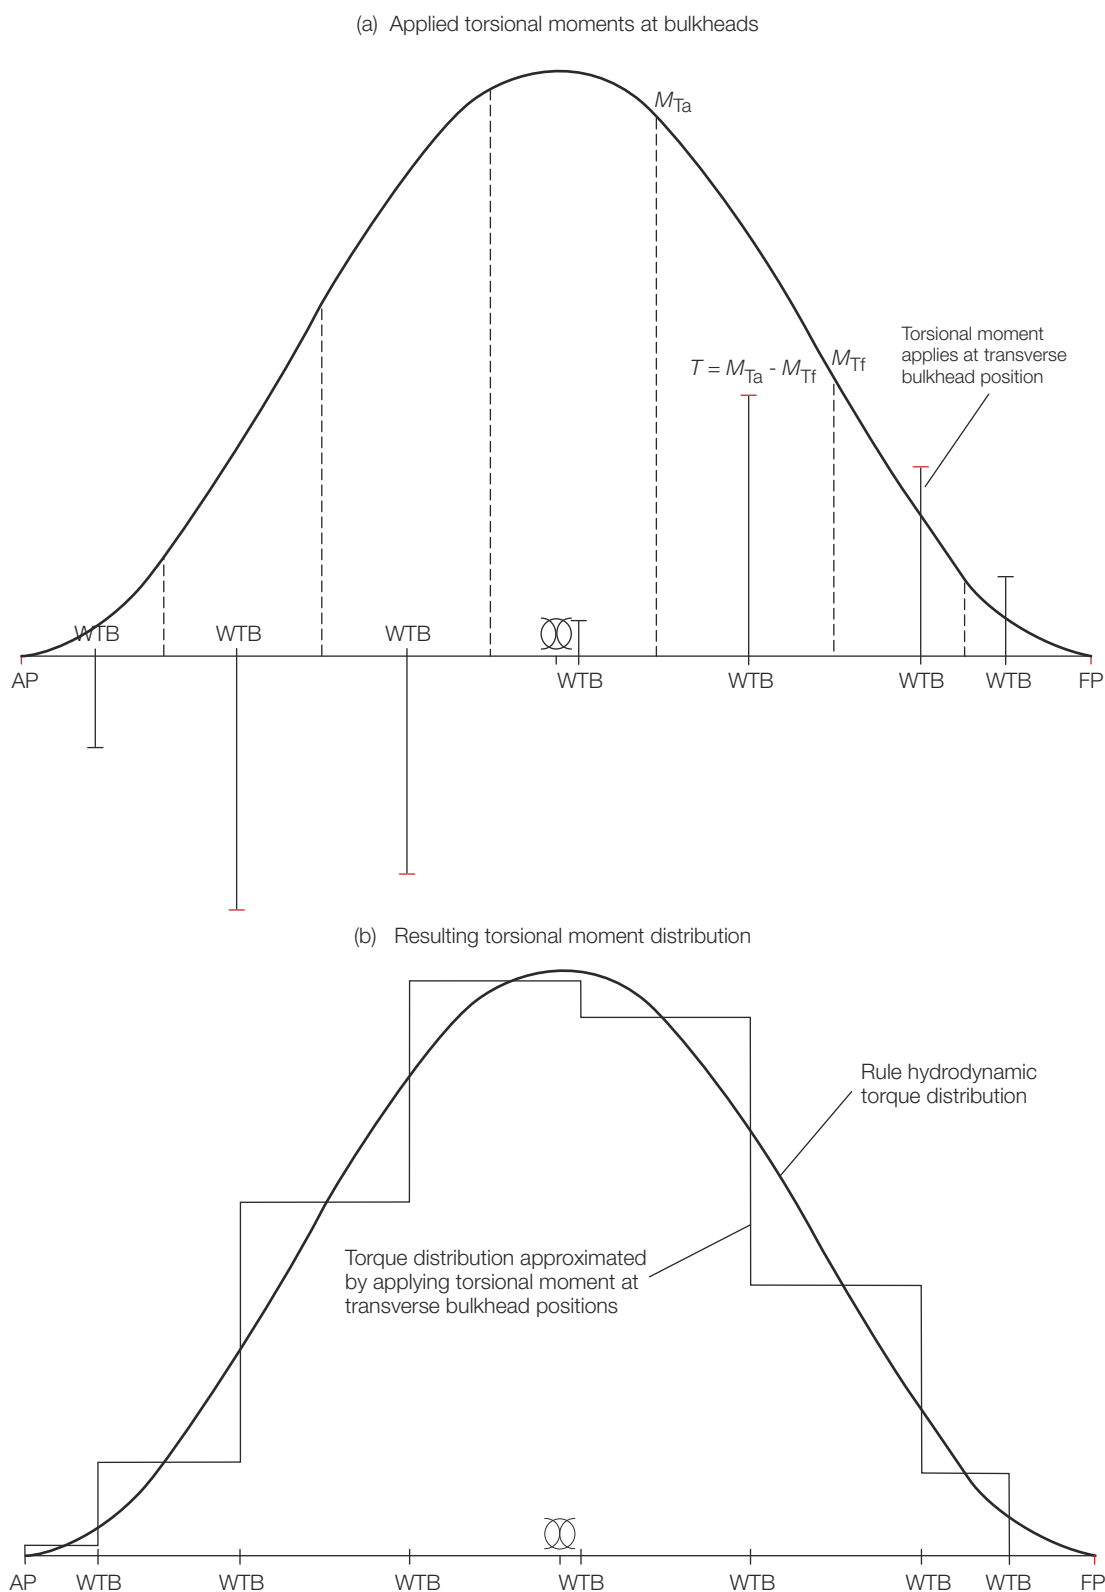 (a) Applied torsional moments at bulkheads
MTa
Torsional moment
applies at transverse
bulkhead position
T = MTa - MTf
MTf
WTB
WTB
WTB
AP
WTB
WTB
WTB
WTB
FP
(b) Resulting torsional moment distribution
Rule hydrodynamic
torque distribution
Torque distribution approximated
by applying torsional moment at
transverse bulkhead positions
AP
WTB
WTB
WTB
WTB
WTB
WTB
WTB
FP